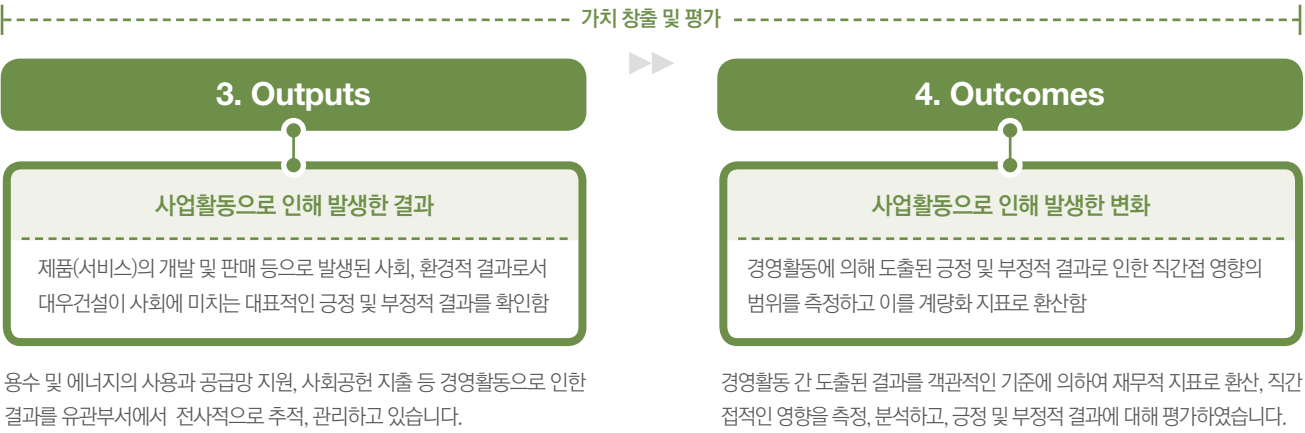 가치 창출 및 평가
3. Outputs
사업활동으로 인해 발생한 결과
제품(서비스)의 개발 및 판매 등으로 발생된 사회, 환경적 결과로서
대우건설이 사회에 미치는 대표적인 긍정 및 부정적 결과를 확인함
용수 및 에너지의 사용과 공급망 지원, 사회공헌 지출 등 경영활동으로 인한
결과를 유관부서에서 전사적으로 추적, 관리하고 있습니다.
4. Outcomes
사업활동으로 인해 발생한 변화
경영활동에 의해 도출된 긍정 및 부정적 결과로 인한 직간접 영향의
범위를 측정하고 이를 계량화 지표로 환산함
경영활동 간 도출된 결과를 객관적인 기준에 의하여 재무적 지표로 환산, 직간
접적인 영향을 측정, 분석하고, 긍정 및 부정적 결과에 대해 평가하였습니다.